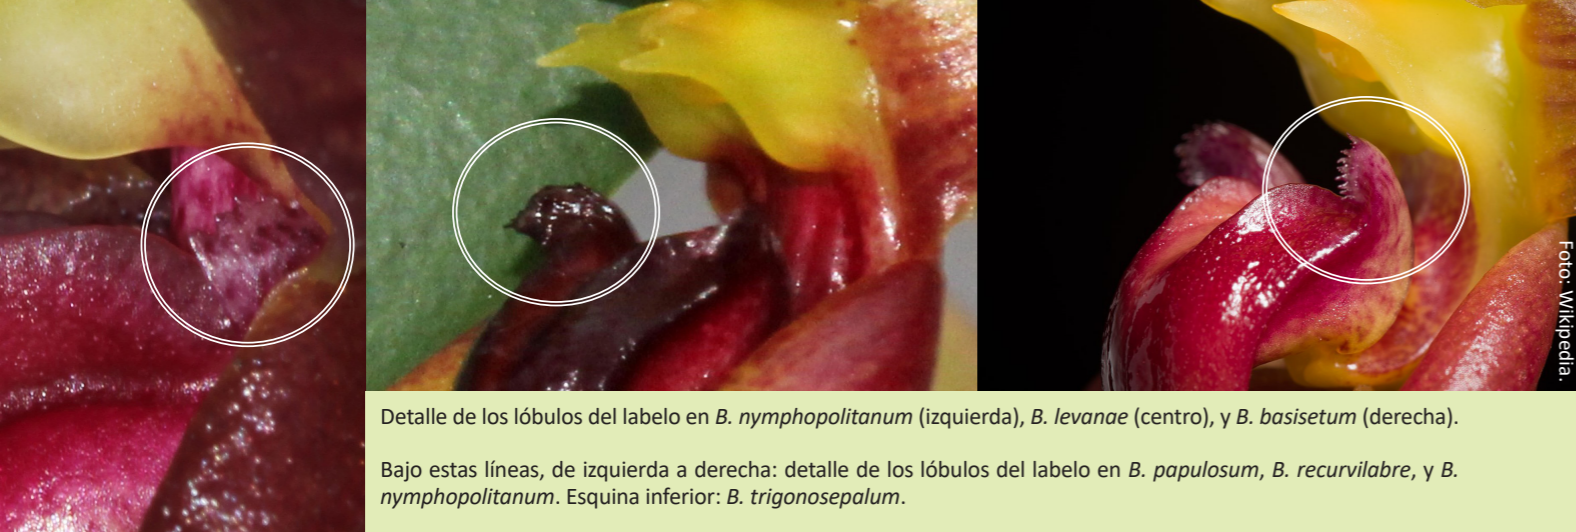 Foto: Wikipedia.
Detalle de los lóbulos del labelo en B. nymphopolitanum (izquierda), B. levanae (centro), y B. basisetum (derecha).
Bajo estas líneas, de izquierda a derecha: detalle de los lóbulos del labelo en B. papulosum, B. recurvilabre, y B.
nymphopolitanum. Esquina inferior: B. trigonosepalum.